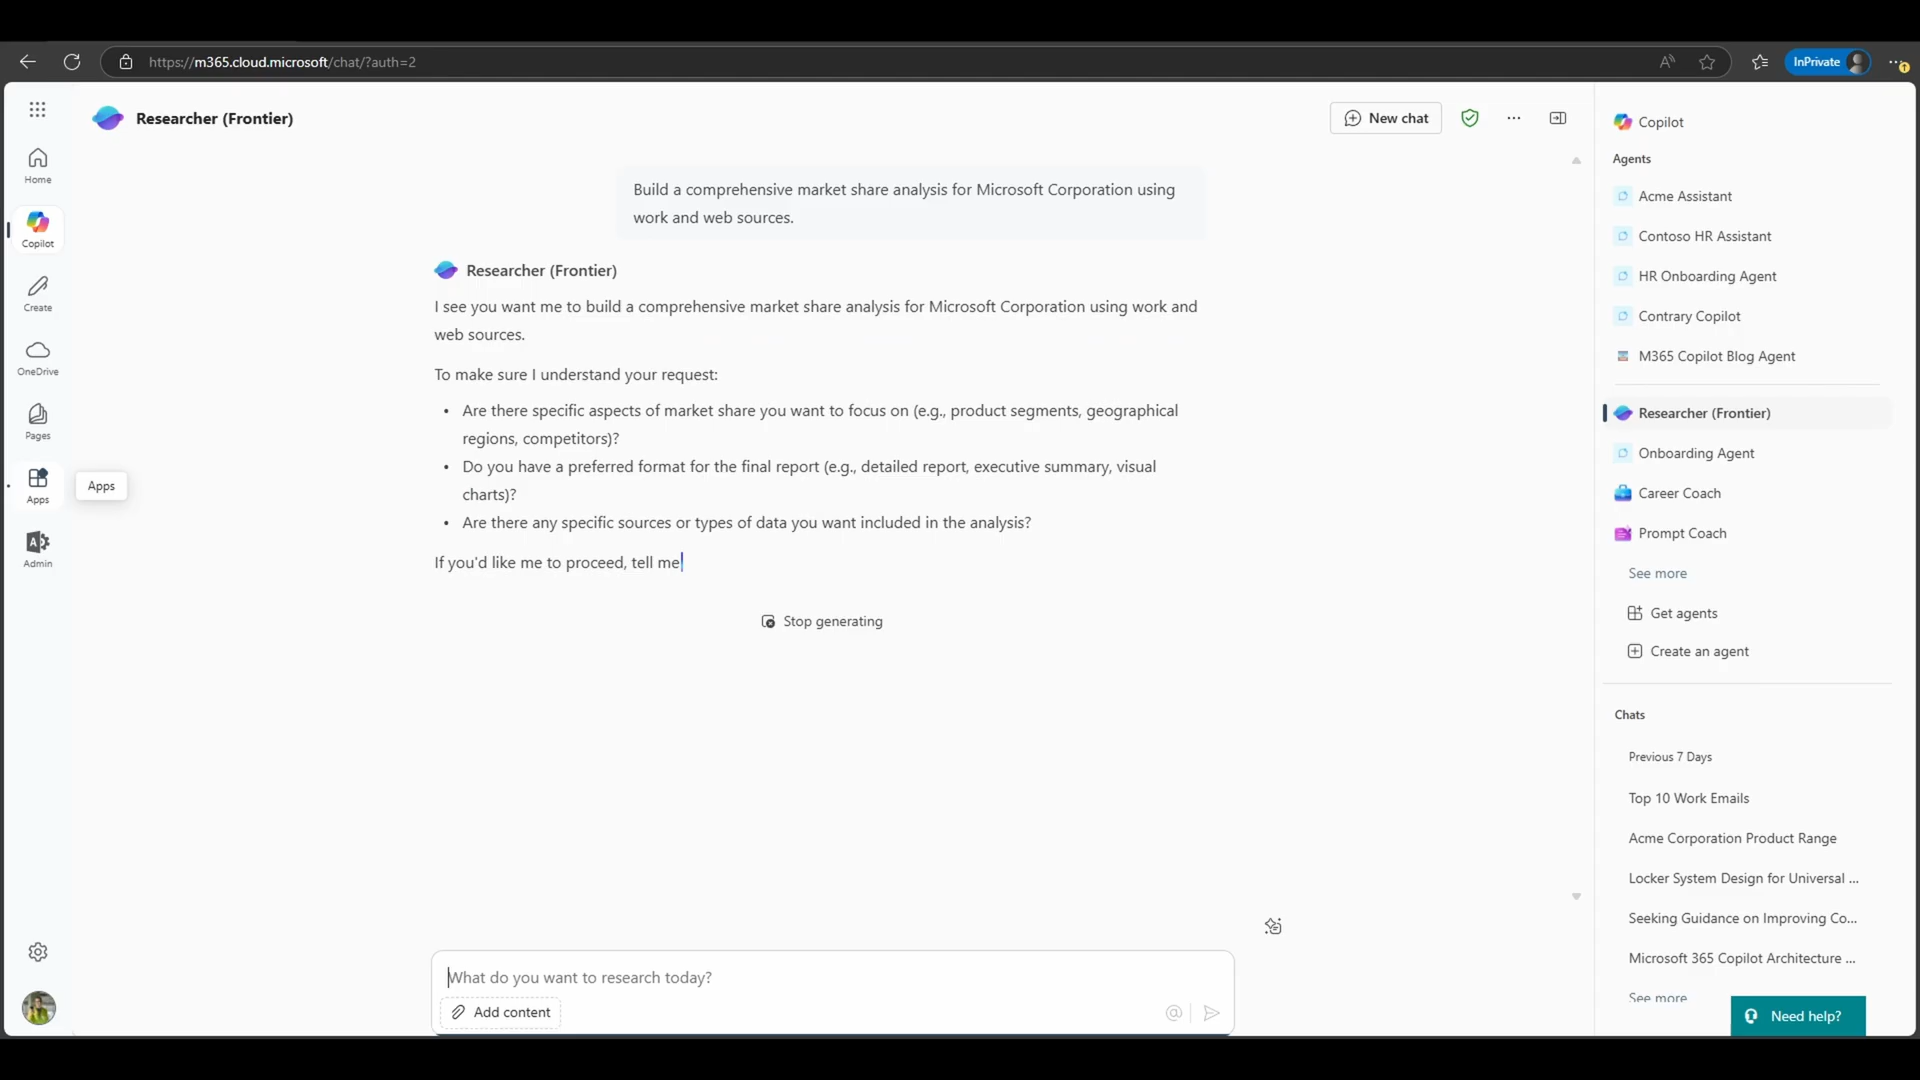 https://m365.cloud.microsoft/chat/?auth=2
InPrivate
Researcher (Frontier)
New chat
Home
Copilot
Create
OneDrive
Pages
Apps
Apps
Admin
Build a comprehensive market share analysis for Microsoft Corporation using
work and web sources.
Researcher (Frontier)
I see you want me to build a comprehensive market share analysis for Microsoft Corporation using work and
web sources.
To make sure I understand your request:
• Are there specific aspects of market share you want to focus on (e.g., product segments, geographical
regions, competitors)?
• Do you have a preferred format for the final report (e.g., detailed report, executive summary, visual
charts)?
• Are there any specific sources or types of data you want included in the analysis?
If you'd like me to proceed, tell me
Stop generating
What do you want to research today?
Add content
Copilot
Agents
Acme Assistant
Contoso HR Assistant
HR Onboarding Agent
Contrary Copilot
M365 Copilot Blog Agent
Researcher (Frontier)
Onboarding Agent
Career Coach
Prompt Coach
See more
Get agents
Create an agent
Chats
Previous 7 Days
Top 10 Work Emails
Acme Corporation Product Range
Locker System Design for Universal ...
Seeking Guidance on Improving Co...
Microsoft 365 Copilot Architecture ...
See more
Need help?